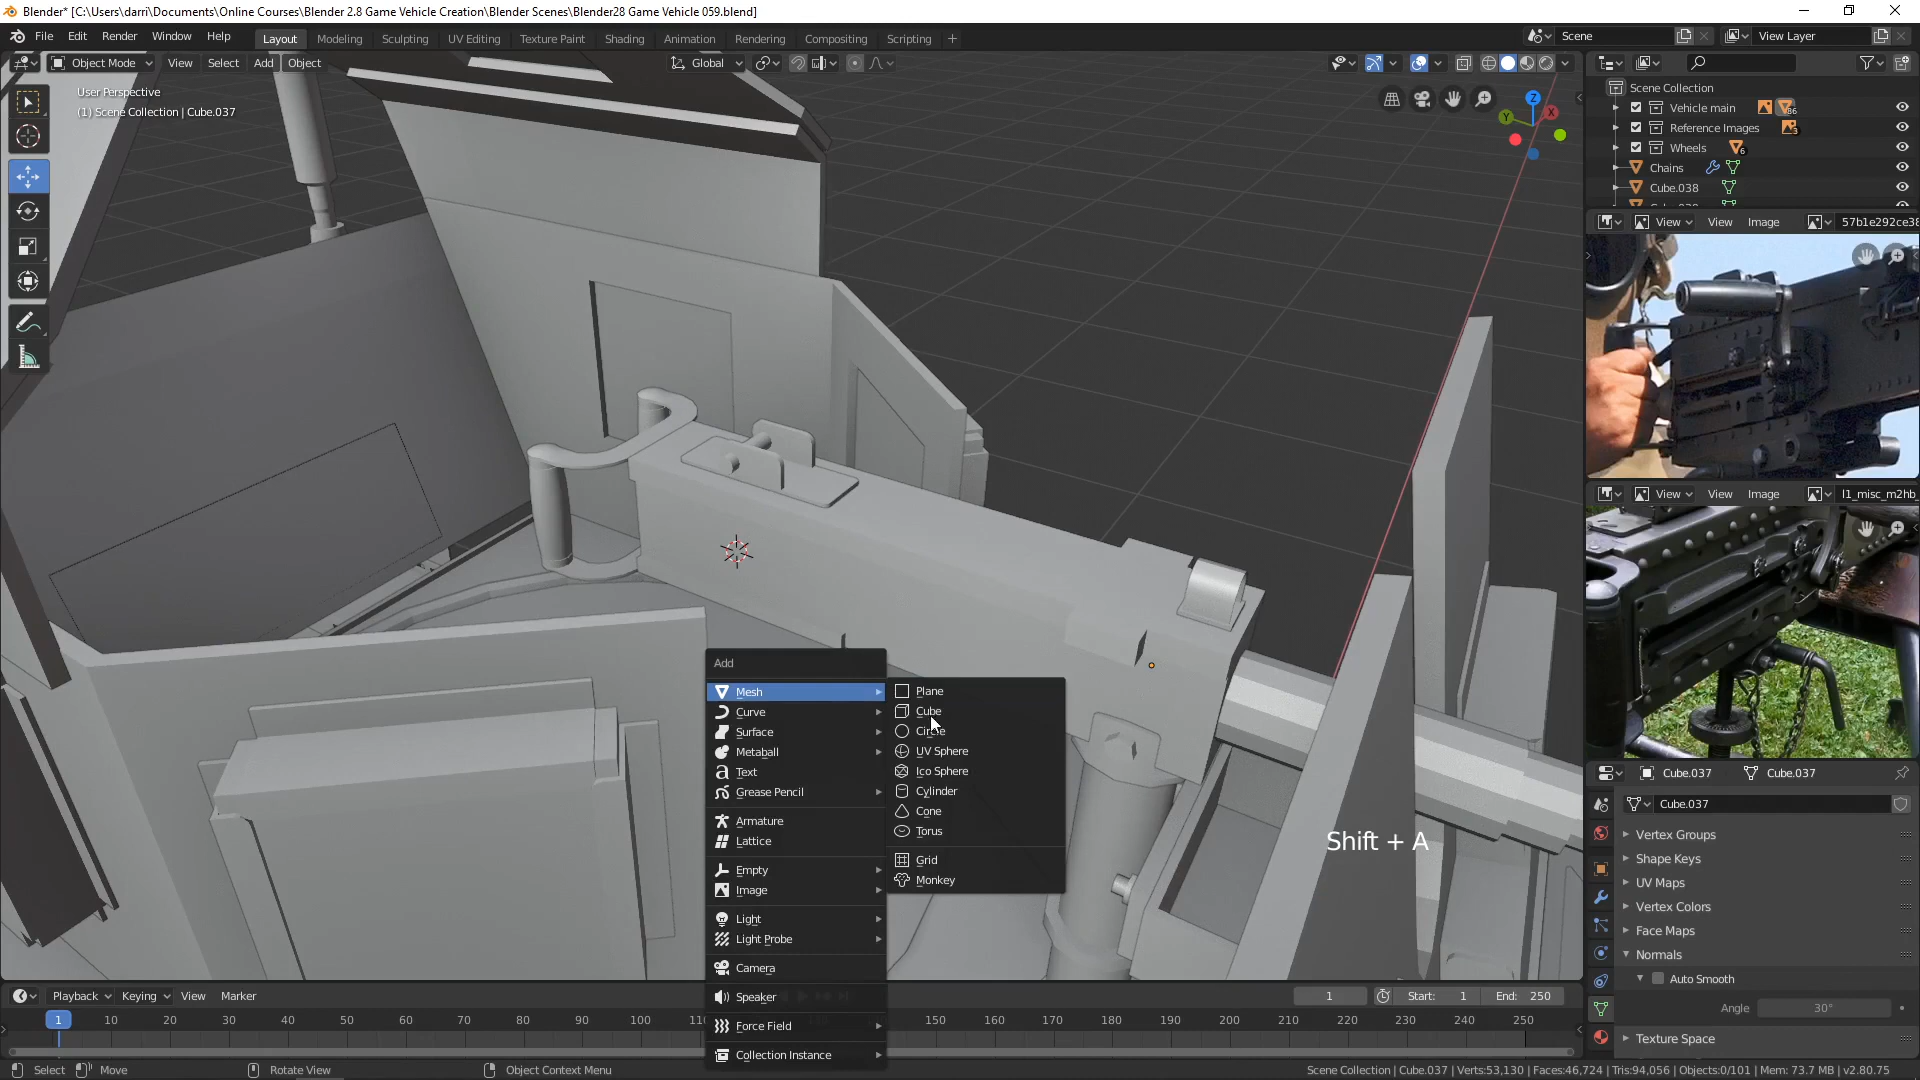 Blender* [C:\Users\darri\Documents\Online Courses\Blender 2.8 Game Vehicle Creation\Blender Scenes\Blender28 Game Vehicle 059.blend]
File Edit Render Window Help Layout Modeling Sculpting UV Editing Texture Paint Shading Animation Rendering Compositing Scripting + Scene View Layer
Object Mode View Select Add Object Global
User Perspective
(1) Scene Collection | Cube.037
Z X Y
Scene Collection
Vehicle main 86
Reference Images 3
Wheels 6
Chains
Cube.038
View View Image 57b1e292ce38
View View Image l1_misc_m2hb_
Add
Mesh
Curve
Surface
Metaball
Text
Grease Pencil
Armature
Lattice
Empty
Image
Light
Light Probe
Camera
Speaker
Force Field
Collection Instance
Plane
Cube
Circle
UV Sphere
Ico Sphere
Cylinder
Cone
Torus
Grid
Monkey
Shift + A
Cube.037 Cube.037
Cube.037
Vertex Groups
Shape Keys
UV Maps
Vertex Colors
Face Maps
Normals
Auto Smooth
Angle 30°
Texture Space
Playback Keying View Marker 1 Start: 1 End: 250
1 10 20 30 40 50 60 70 80 90 100 150 160 170 180 190 200 210 220 230 240 250
Select Move Rotate View Object Context Menu Scene Collection | Cube.037 | Verts:53,130 | Faces:46,724 | Tris:94,056 | Objects:0/101 | Mem: 73.7 MB | v2.80.75